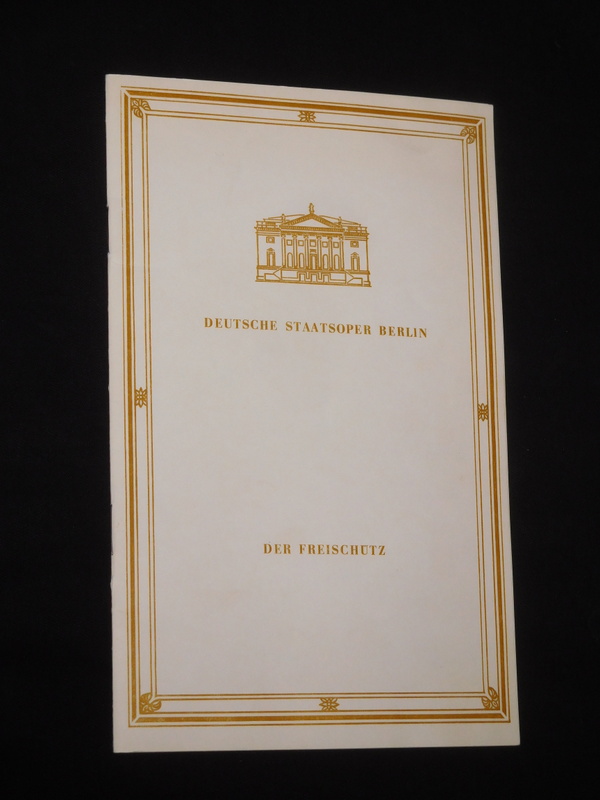 DEUTSCHE STAATSOPER BERLIN
DER FREISCHÜTZ